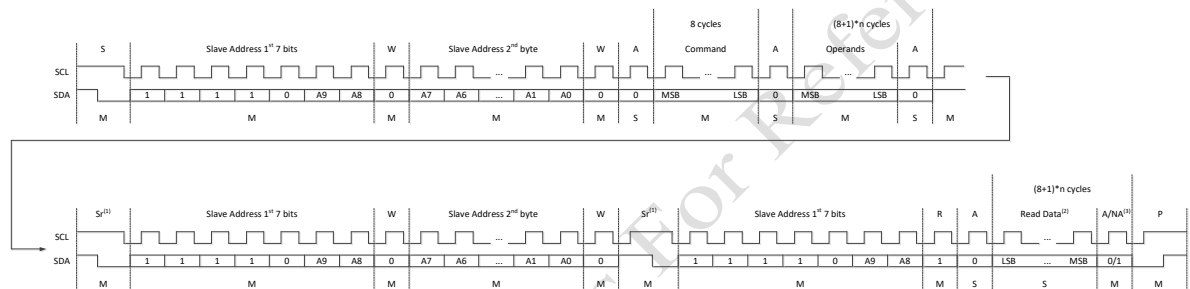 8 cycles (8+1)*n cycles
S Slave Address 1st 7 bits W Slave Address 2nd byte W A Command A Operands A
SCL ... ... ...
SDA 1 1 1 1 0 A9 A8 0 A7 A6 ... A1 A0 0 0 MSB LSB 0 MSB LSB 0
M M M M M S M S M S M
(8+1)*n cycles
Sr(1) Slave Address 1st 7 bits W Slave Address 2nd byte W Sr(1) Slave Address 1st 7 bits R A Read Data(2) A/NA(3) P
SCL ... ...
SDA 1 1 1 1 0 A9 A8 0 A7 A6 ... A1 A0 0 1 1 1 1 0 A9 A8 1 0 LSB ... MSB 0/1
M M M M M M M M S S M M
For Refer